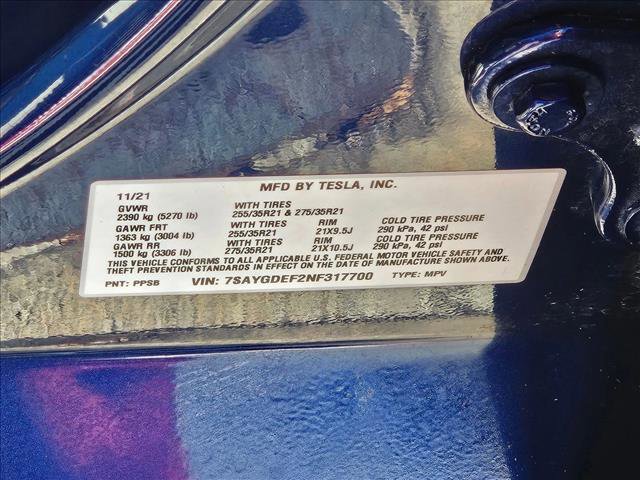 MFD BY TESLA, INC.
11/21
GVWR WITH TIRES
2390 kg (5270 lb) 255/35R21 & 275/35R21
GAWR FRT WITH TIRES RIM COLD TIRE PRESSURE
1363 kg (3004 lb) 255/35R21 21X9.5J 290 kPa, 42 psi
GAWR RR WITH TIRES RIM COLD TIRE PRESSURE
1500 kg (3306 lb) 275/35R21 21X10.5J 290 kPa, 42 psi
THIS VEHICLE CONFORMS TO ALL APPLICABLE U.S. FEDERAL MOTOR VEHICLE SAFETY AND
THEFT PREVENTION STANDARDS IN EFFECT ON THE DATE OF MANUFACTURE SHOWN ABOVE.
PNT: PPSB VIN: 7SAYGDEF2NF317700 TYPE: MPV